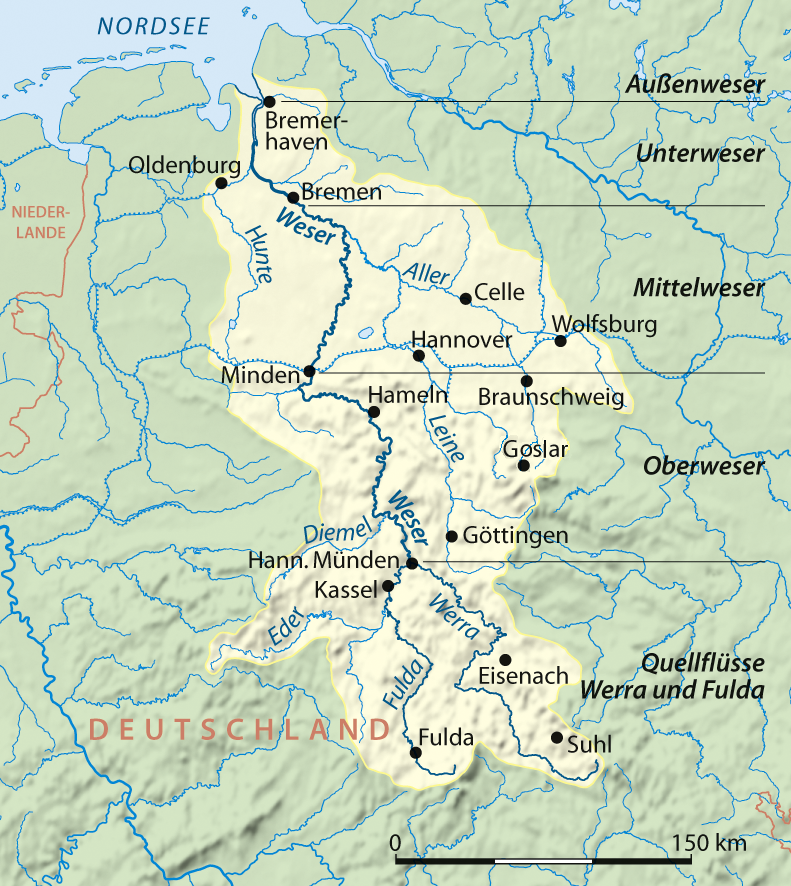 NORDSEE
Außenweser
Bremer-
haven
Unterweser
Oldenburg
Bremen
NIEDER-
LANDE
Weser
Hunte
Aller
Mittelweser
Celle
Wolfsburg
Hannover
Minden
Hameln
Braunschweig
Leine
Goslar
Oberweser
Weser
Diemel
Göttingen
Hann. Münden
Kassel
Werra
Eder
Eisenach
Quellflüsse
Werra und Fulda
Fulda
DEUTSCHLAND
Fulda
Suhl
0 150 km